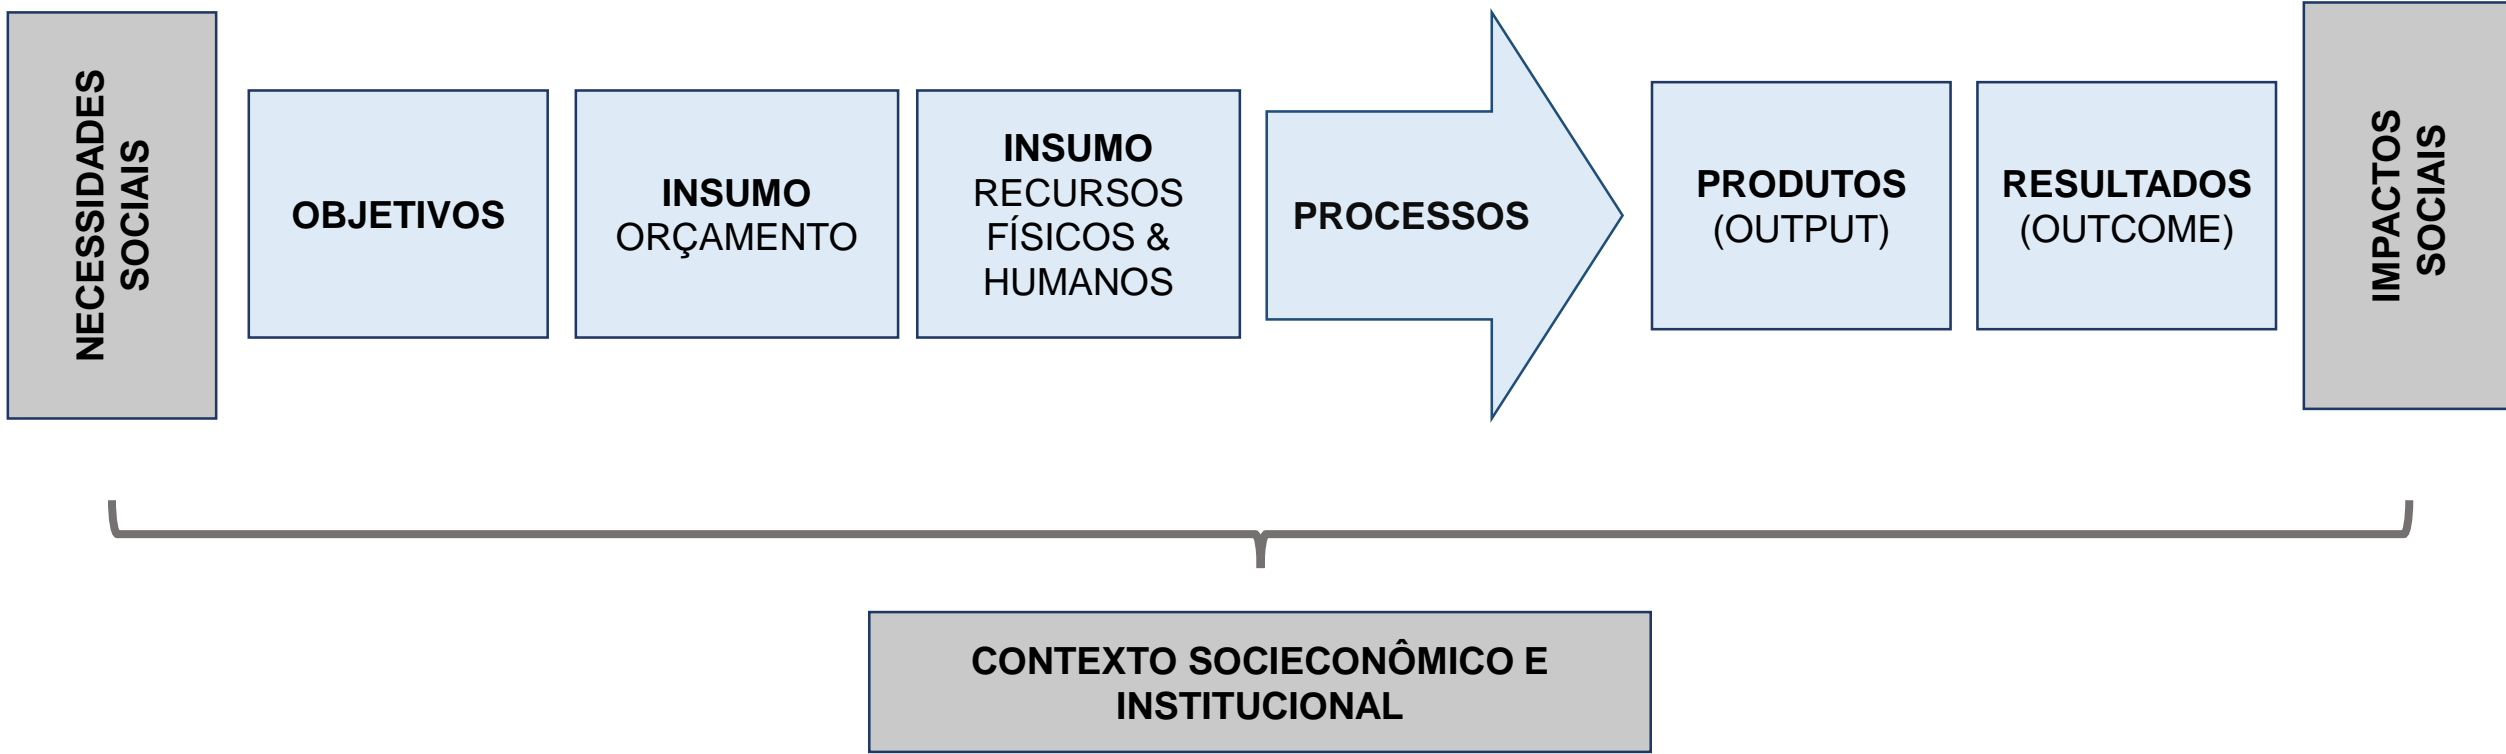 NECESSIDADES
SOCIAIS
OBJETIVOS
INSUMO
ORÇAMENTO
INSUMO
RECURSOS
FÍSICOS &
HUMANOS
PROCESSOS
PRODUTOS
(OUTPUT)
RESULTADOS
(OUTCOME)
IMPACTOS
SOCIAIS
CONTEXTO SOCIECONÔMICO E
INSTITUCIONAL